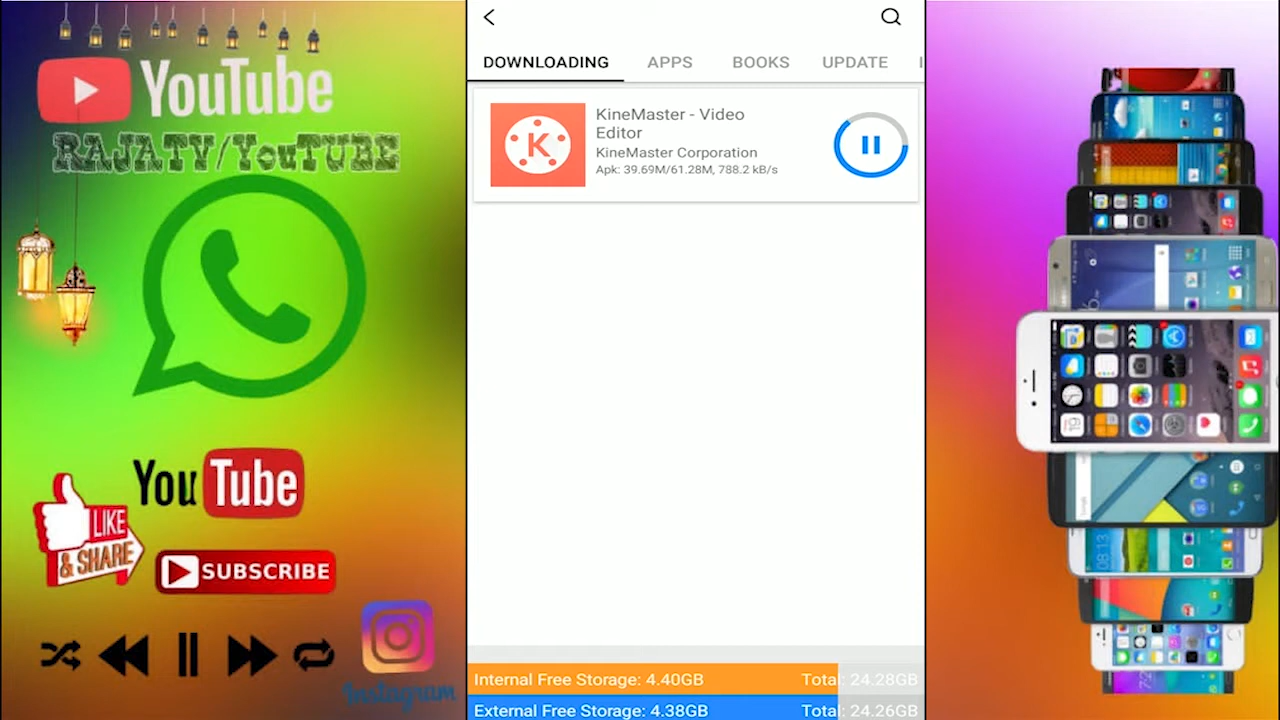 YouTube
RAJATV/YouTUBE
YouTube
LIKE
& SHARE
SUBSCRIBE
Instagram
DOWNLOADING
APPS
BOOKS
UPDATE
K
KineMaster - Video
Editor
KineMaster Corporation
Apk: 39.69M/61.28M, 788.2 kB/s
Internal Free Storage: 4.40GB
Total: 24.28GB
External Free Storage: 4.38GB
Total: 24.26GB